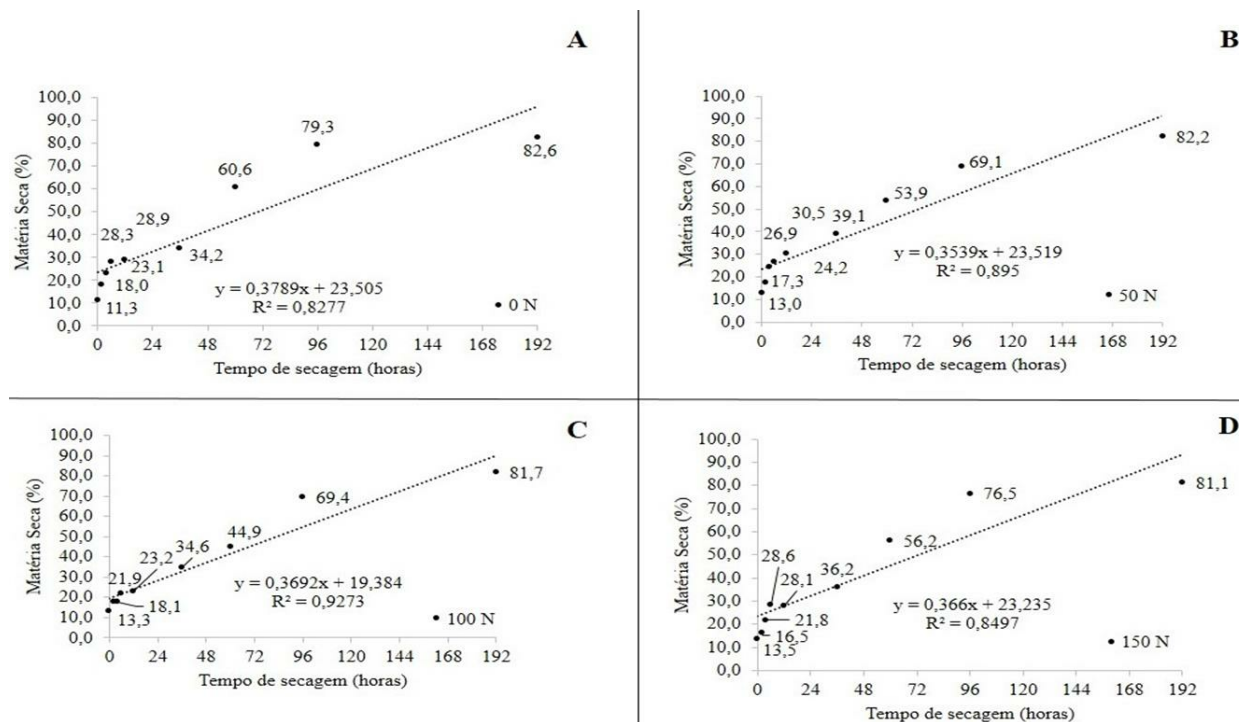 A
100,0
90,0
80,0
70,0
60,0
50,0
40,0
30,0
20,0
10,0
0,0
Matéria Seca (%)
79,3
82,6
60,6
28,9
28,3
34,2
23,1
18,0
11,3
y = 0,3789x + 23,505
R² = 0,8277
0 N
0 24 48 72 96 120 144 168 192
Tempo de secagem (horas)
B
100,0
90,0
80,0
70,0
60,0
50,0
40,0
30,0
20,0
10,0
0,0
Matéria Seca (%)
69,1
82,2
53,9
30,5 39,1
26,9
24,2
17,3
13,0
y = 0,3539x + 23,519
R² = 0,895
50 N
0 24 48 72 96 120 144 168 192
Tempo de secagem (horas)
C
100,0
90,0
80,0
70,0
60,0
50,0
40,0
30,0
20,0
10,0
0,0
Matéria Seca (%)
81,7
69,4
44,9
34,6
23,2
21,9
18,1
13,3
y = 0,3692x + 19,384
R² = 0,9273
100 N
0 24 48 72 96 120 144 168 192
Tempo de secagem (horas)
D
100,0
90,0
80,0
70,0
60,0
50,0
40,0
30,0
20,0
10,0
0,0
Matéria Seca (%)
76,5
81,1
56,2
28,6
36,2
28,1
21,8
16,5
13,5
y = 0,366x + 23,235
R² = 0,8497
150 N
0 24 48 72 96 120 144 168 192
Tempo de secagem (horas)